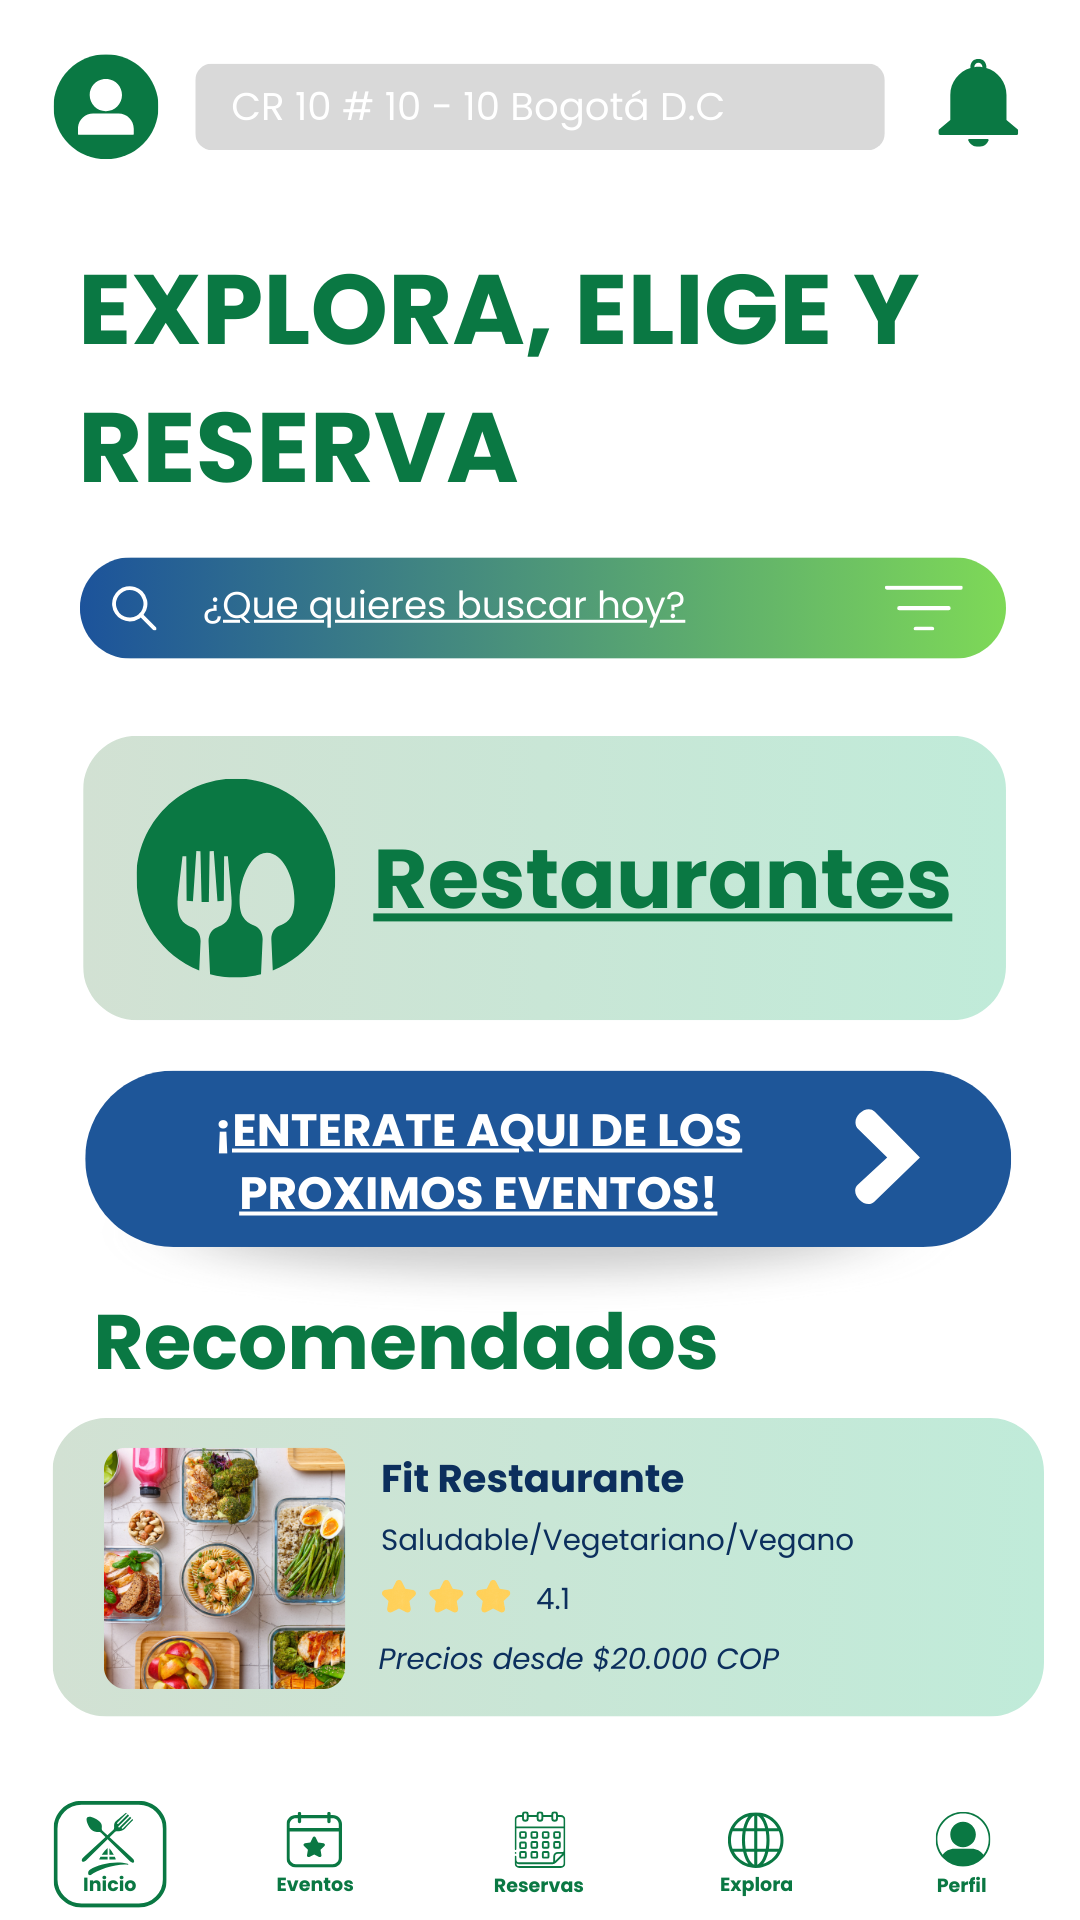 CR 10 # 10 - 10 Bogotá D.C
EXPLORA, ELIGE Y
RESERVA
¿Que quieres buscar hoy?
Restaurantes
¡ENTERATE AQUI DE LOS
PROXIMOS EVENTOS!
Recomendados
Fit Restaurante
Saludable/Vegetariano/Vegano
4.1
Precios desde $20.000 COP
Inicio
Eventos
Reservas
Explora
Perfil